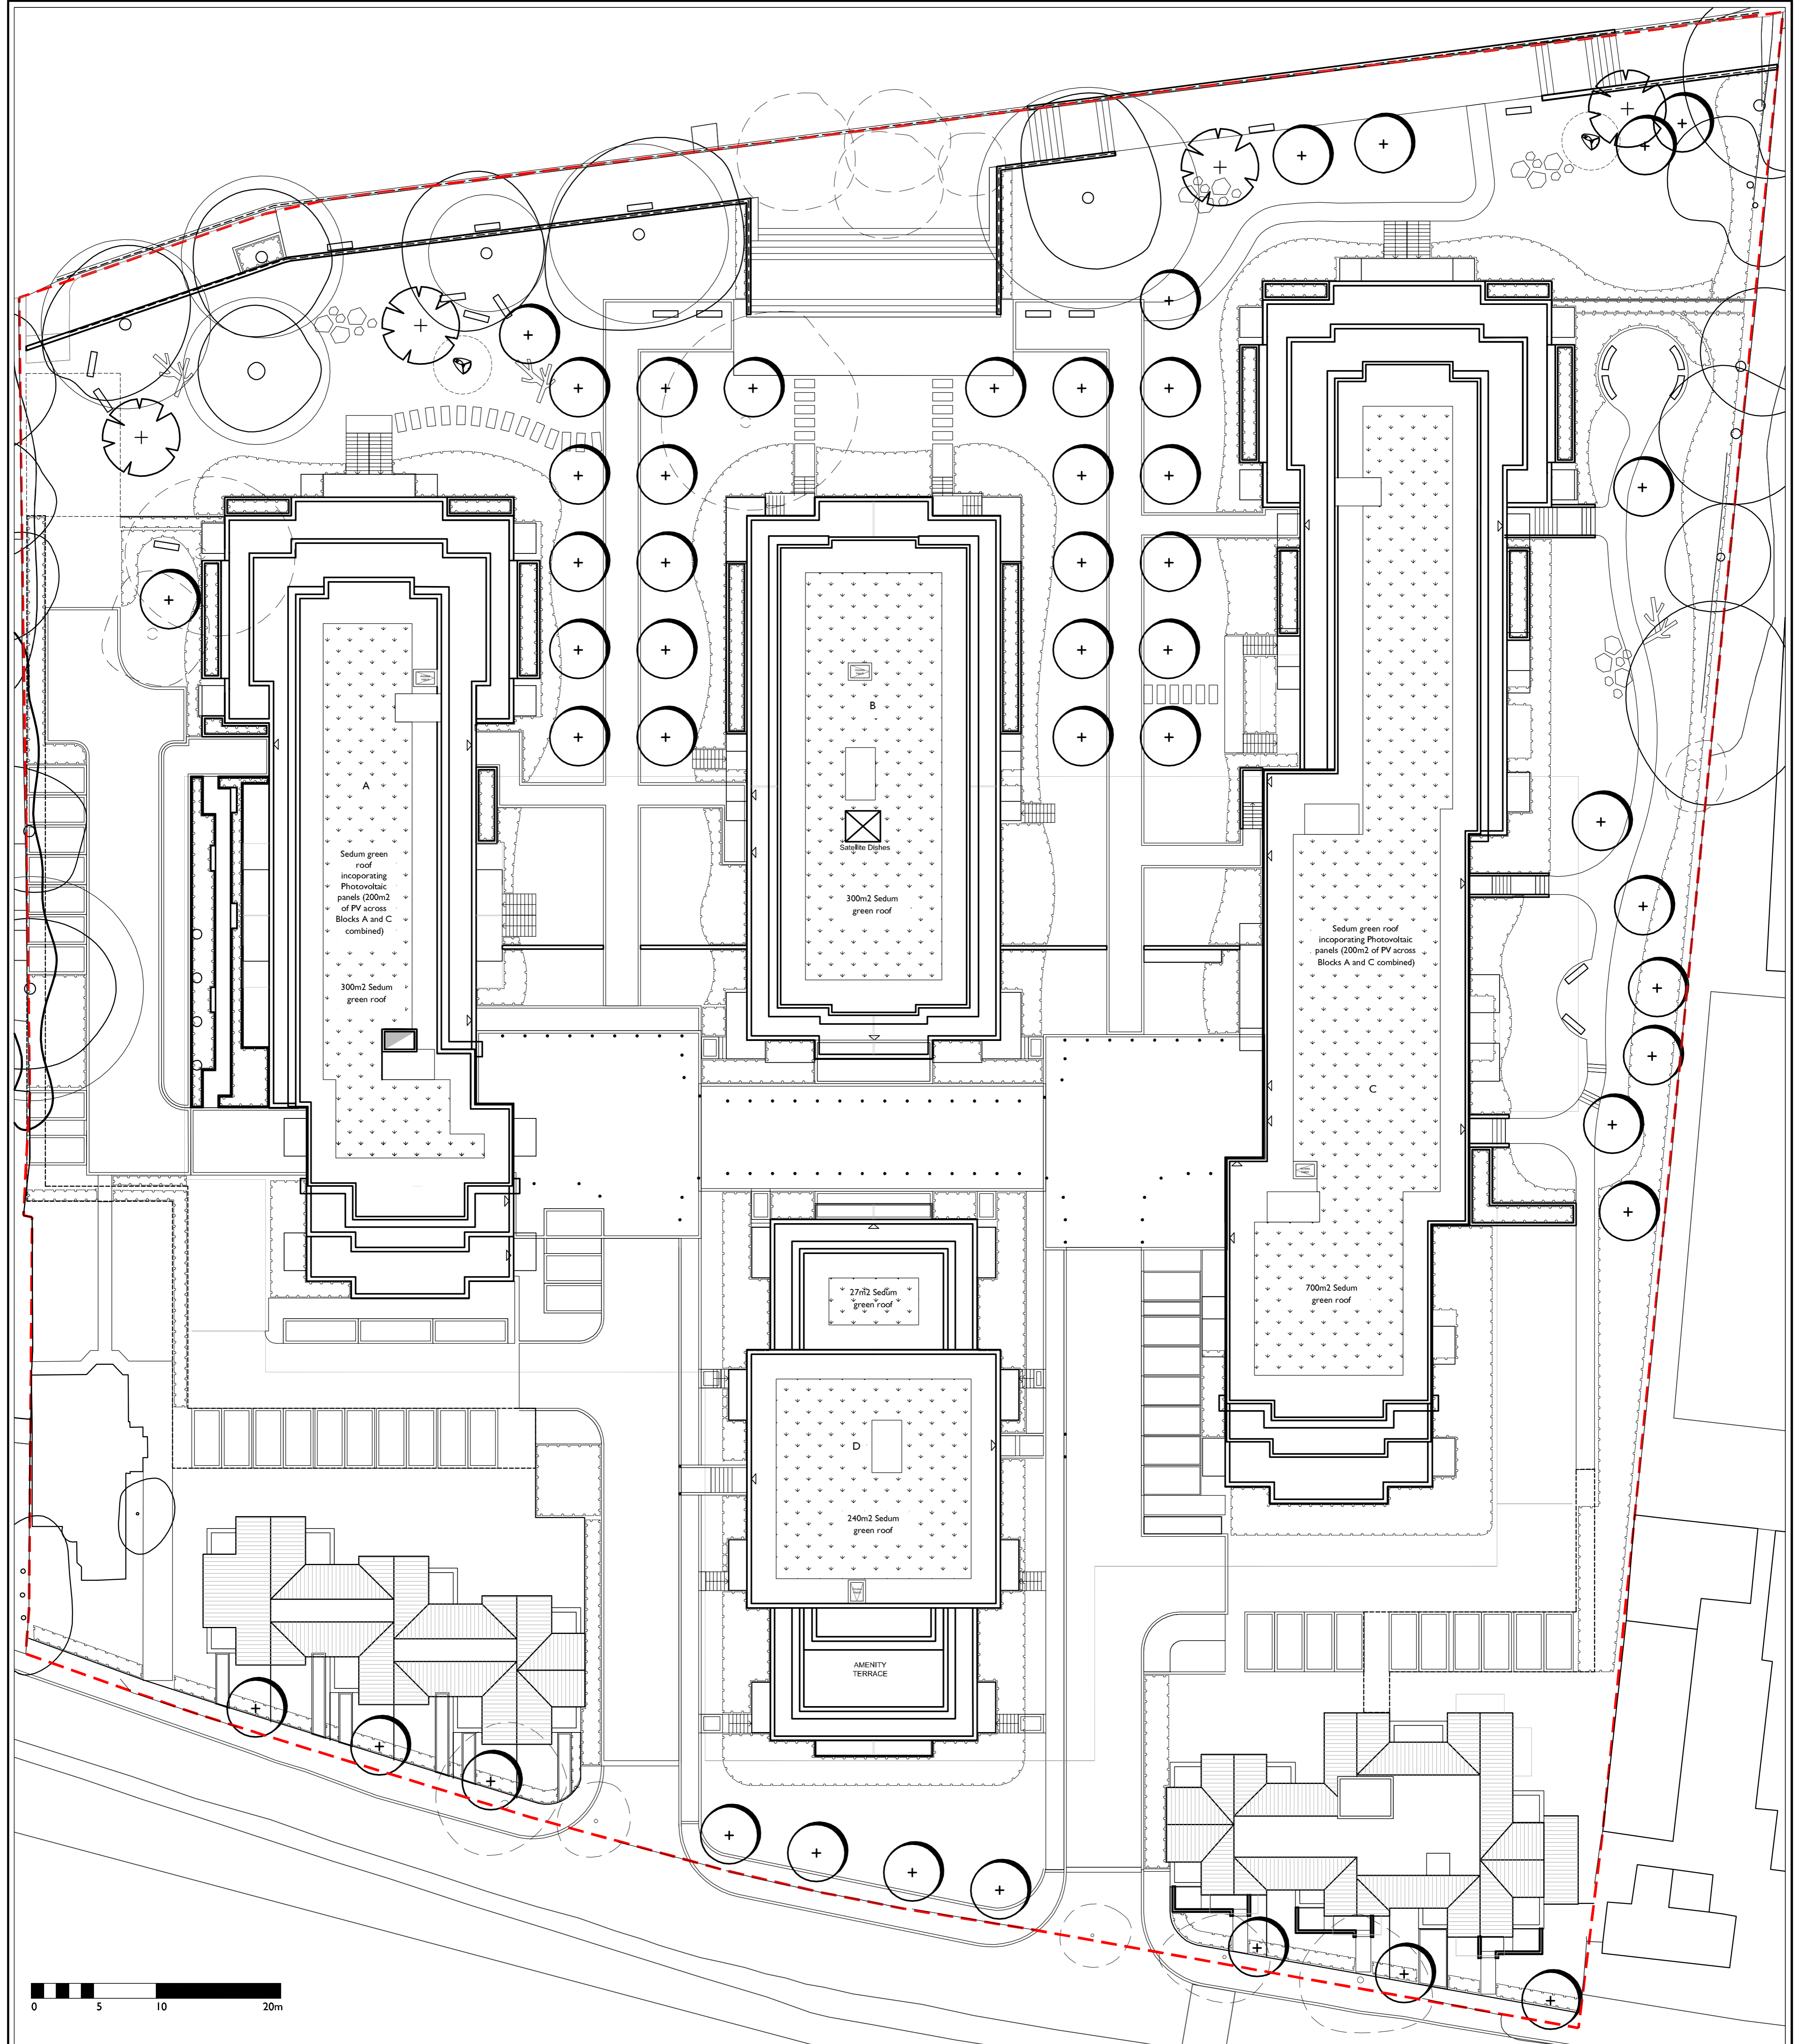 B
A
Satellite Dishes
Sedum green
roof
incoporating
Photovoltaic
panels (200m2
of PV across
Blocks A and C
combined)
300m2 Sedum
green roof
300m2 Sedum
green roof
Sedum green roof
incoporating Photovoltaic
panels (200m2 of PV across
Blocks A and C combined)
C
27m2 Sedum
green roof
700m2 Sedum
green roof
D
240m2 Sedum
green roof
AMENITY
TERRACE
0 5 10 20m